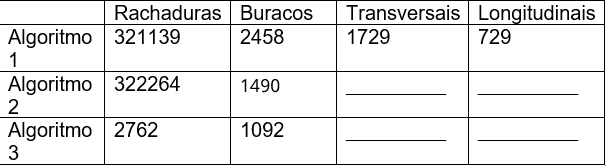 Rachaduras Buracos Transversais Longitudinais
Algoritmo 1 321139 2458 1729 729
Algoritmo 2 322264 1490 __________ __________
Algoritmo 3 2762 1092 __________ __________